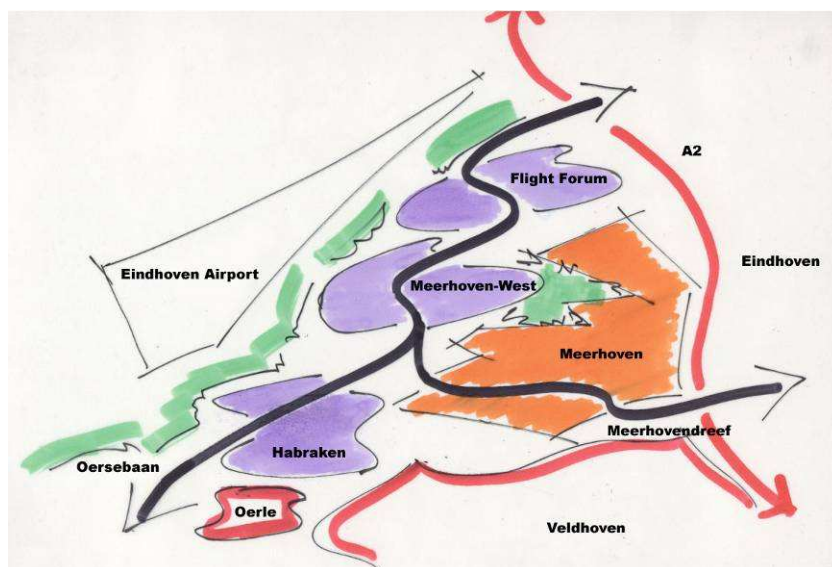 A2
Flight Forum
Eindhoven
Eindhoven Airport
Meerhoven-West
Meerhoven
Meerhovendreef
Habraken
Oersebaan
Oerle
Veldhoven